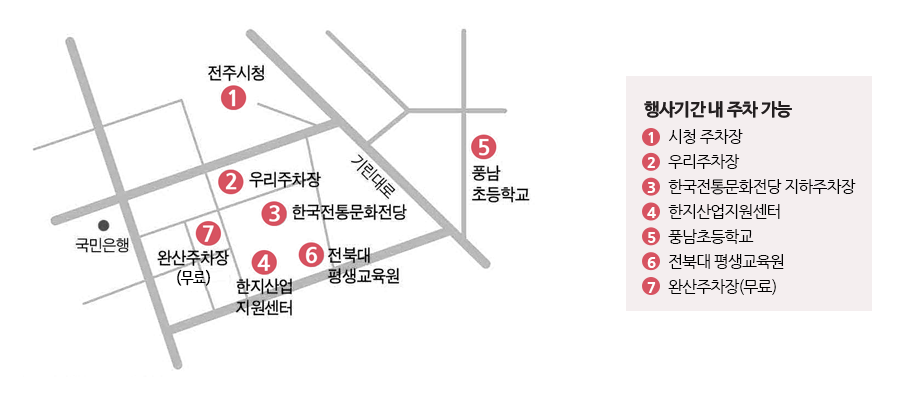 전주시청
1
기린대로
5
풍남
초등학교
2 우리주차장
3 한국전통문화전당
국민은행
7
완산주차장
(무료)
4
한지산업
지원센터
6 전북대
평생교육원
행사기간 내 주차 가능
1 시청 주차장
2 우리주차장
3 한국전통문화전당 지하주차장
4 한지산업지원센터
5 풍남초등학교
6 전북대 평생교육원
7 완산주차장(무료)